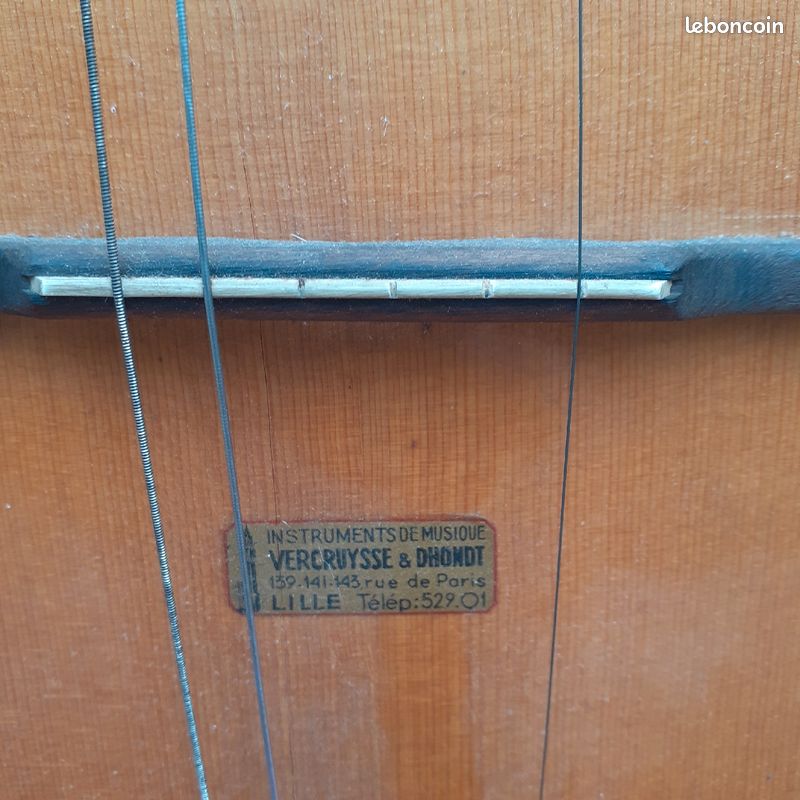 leboncoin
INSTRUMENTS DE MUSIQUE
VERCRUYSSE & DHONDT
139-141-143, rue de Paris
LILLE Télép: 529.01